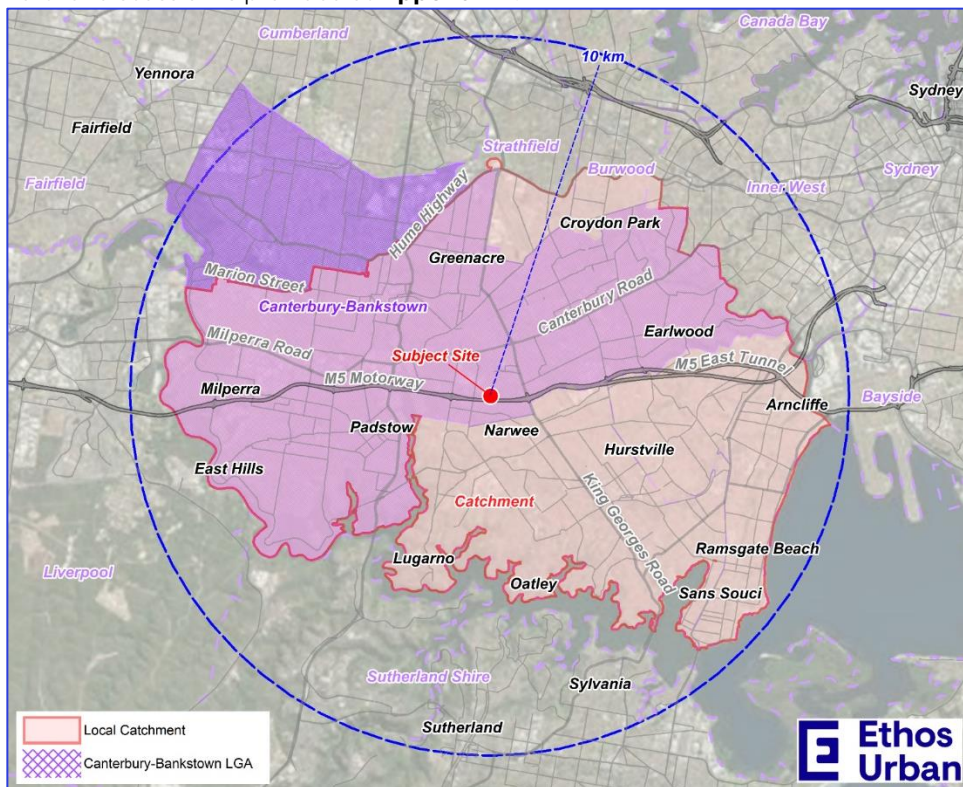 Cumberland
Canada Bay
Yennora
10 km
Sydney
Fairfield
Strathfield
Fairfield
Burwood
Inner West
Sydney
Hume Highway
Croydon Park
Greenacre
Marion Street
Canterbury-Bankstown
Canterbury Road
Earlwood
Milperra Road
Subject Site
M5 East Tunnel
M5 Motorway
Milperra
Bayside
Arncliffe
Padstow
Narwee
Hurstville
East Hills
Catchment
King Georges Road
Ramsgate Beach
Lugarno
Liverpool
Oatley
Sans Souci
Sutherland Shire
Sylvania
Sutherland
Local Catchment
Canterbury-Bankstown LGA
Ethos
Urban